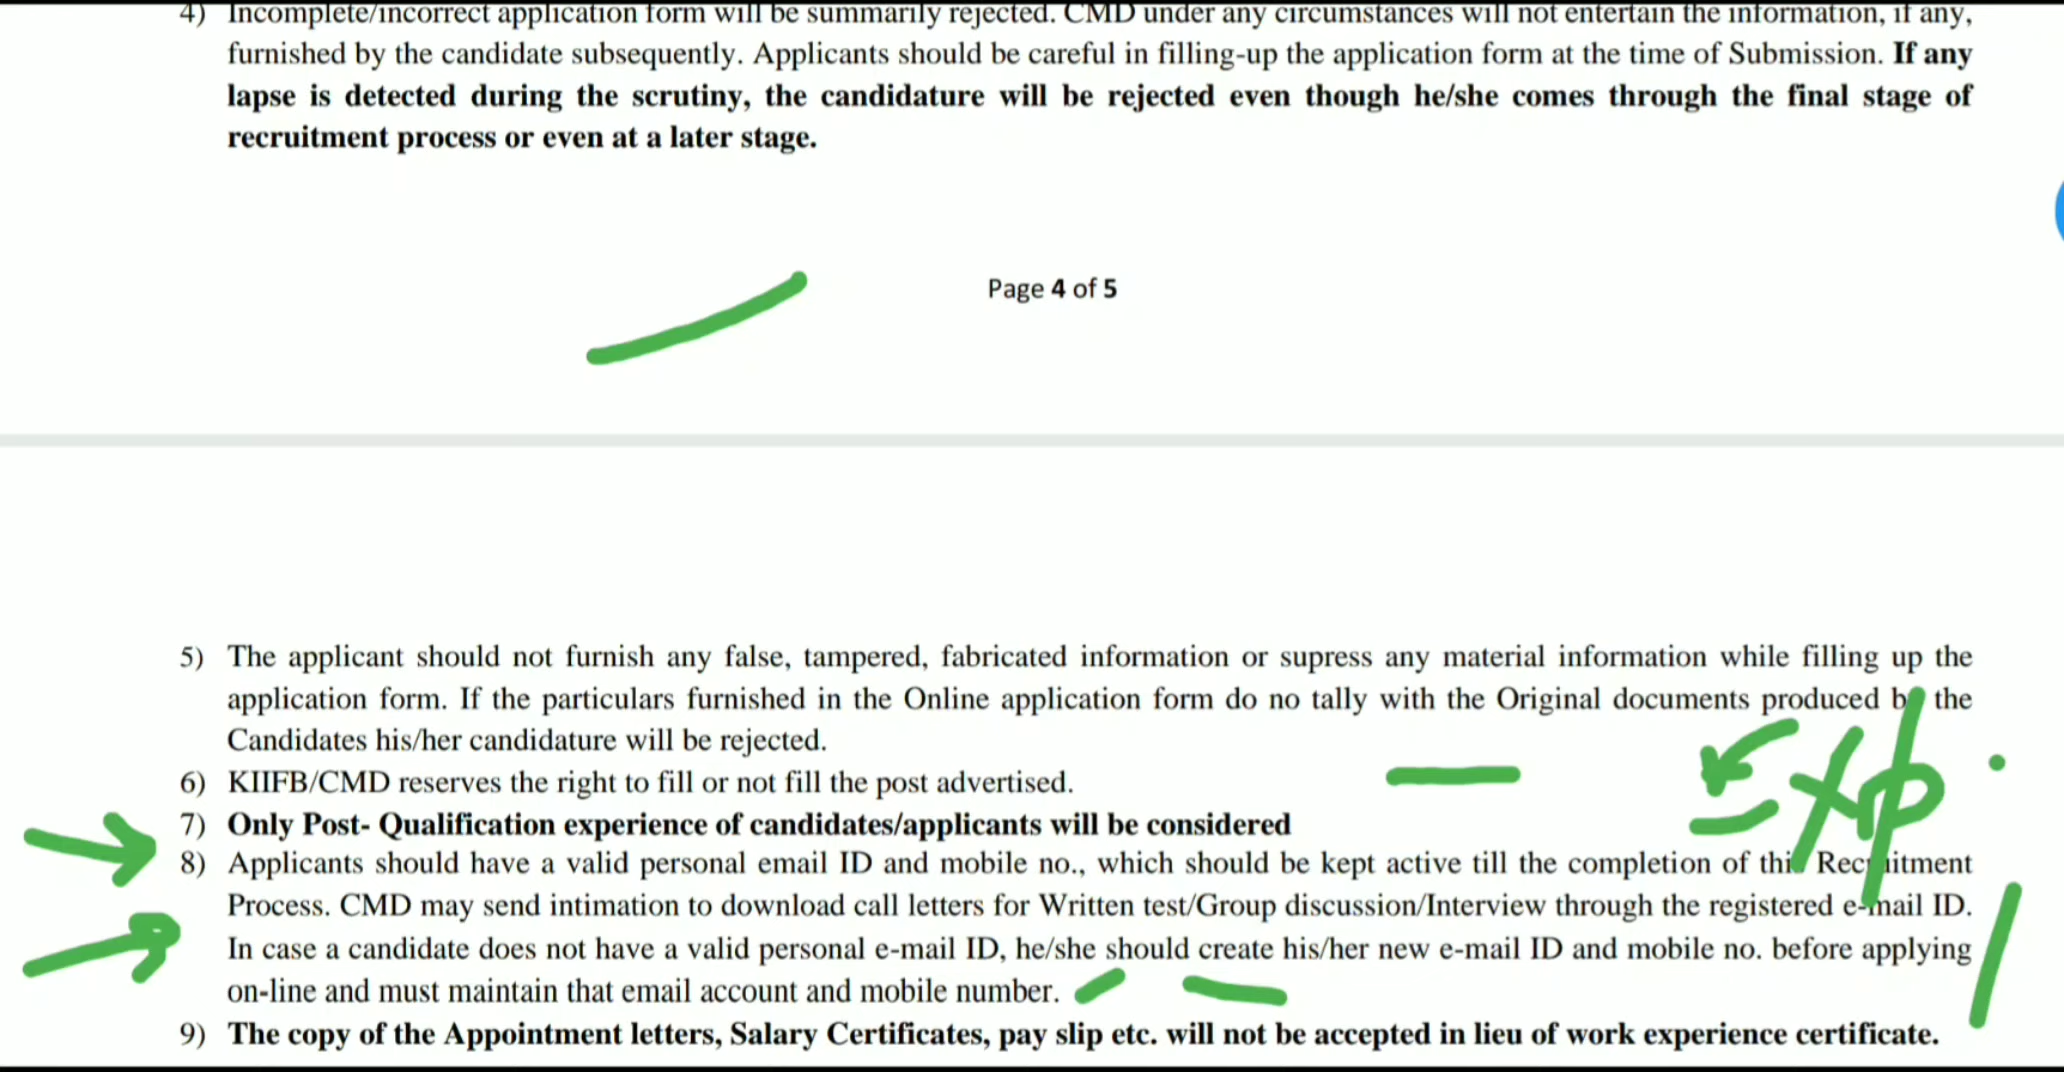 4) Incomplete/incorrect application form will be summarily rejected. CMD under any circumstances will not entertain the information, if any,
furnished by the candidate subsequently. Applicants should be careful in filling-up the application form at the time of Submission. If any
lapse is detected during the scrutiny, the candidature will be rejected even though he/she comes through the final stage of
recruitment process or even at a later stage.
Page 4 of 5
5) The applicant should not furnish any false, tampered, fabricated information or supress any material information while filling up the
application form. If the particulars furnished in the Online application form do no tally with the Original documents produced by the
Candidates his/her candidature will be rejected.
6) KIIFB/CMD reserves the right to fill or not fill the post advertised.
Exp.
7) Only Post- Qualification experience of candidates/applicants will be considered
8) Applicants should have a valid personal email ID and mobile no., which should be kept active till the completion of this Recruitment
Process. CMD may send intimation to download call letters for Written test/Group discussion/Interview through the registered e-mail ID.
In case a candidate does not have a valid personal e-mail ID, he/she should create his/her new e-mail ID and mobile no. before applying
on-line and must maintain that email account and mobile number.
9) The copy of the Appointment letters, Salary Certificates, pay slip etc. will not be accepted in lieu of work experience certificate.